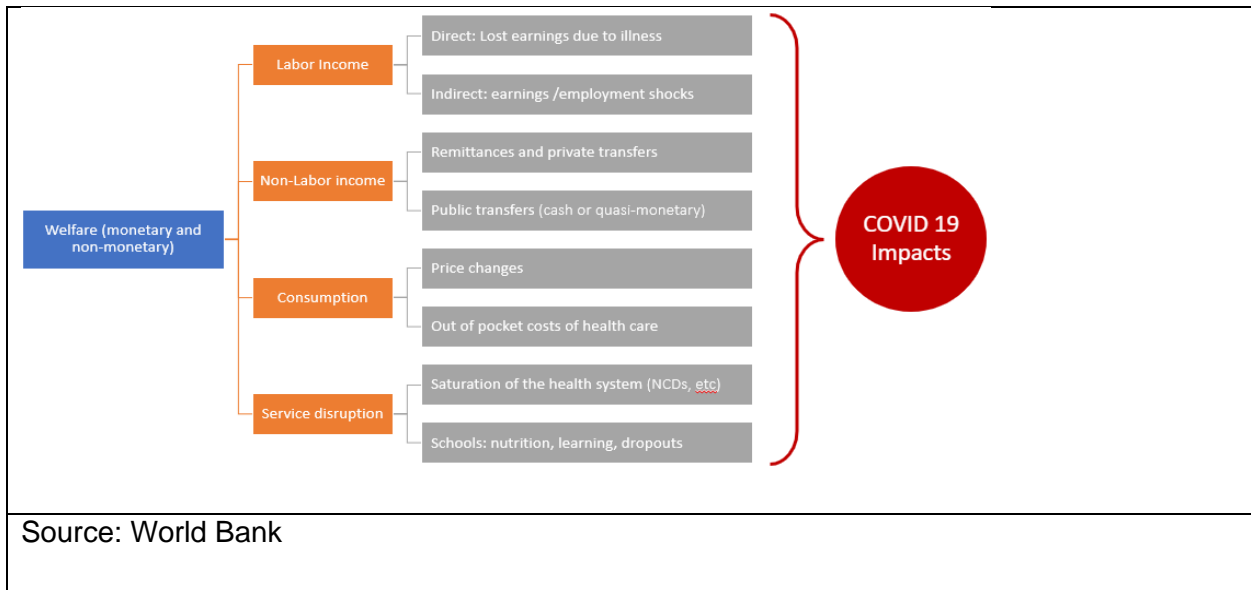 Direct: Lost earnings due to illness
Labor Income
Indirect: earnings /employment shocks
Remittances and private transfers
Non-Labor income
Public transfers (cash or quasi-monetary)
Welfare (monetary and
non-monetary)
COVID 19
Impacts
Price changes
Consumption
Out of pocket costs of health care
Saturation of the health system (NCDs, etc)
Service disruption
Schools: nutrition, learning, dropouts
Source: World Bank